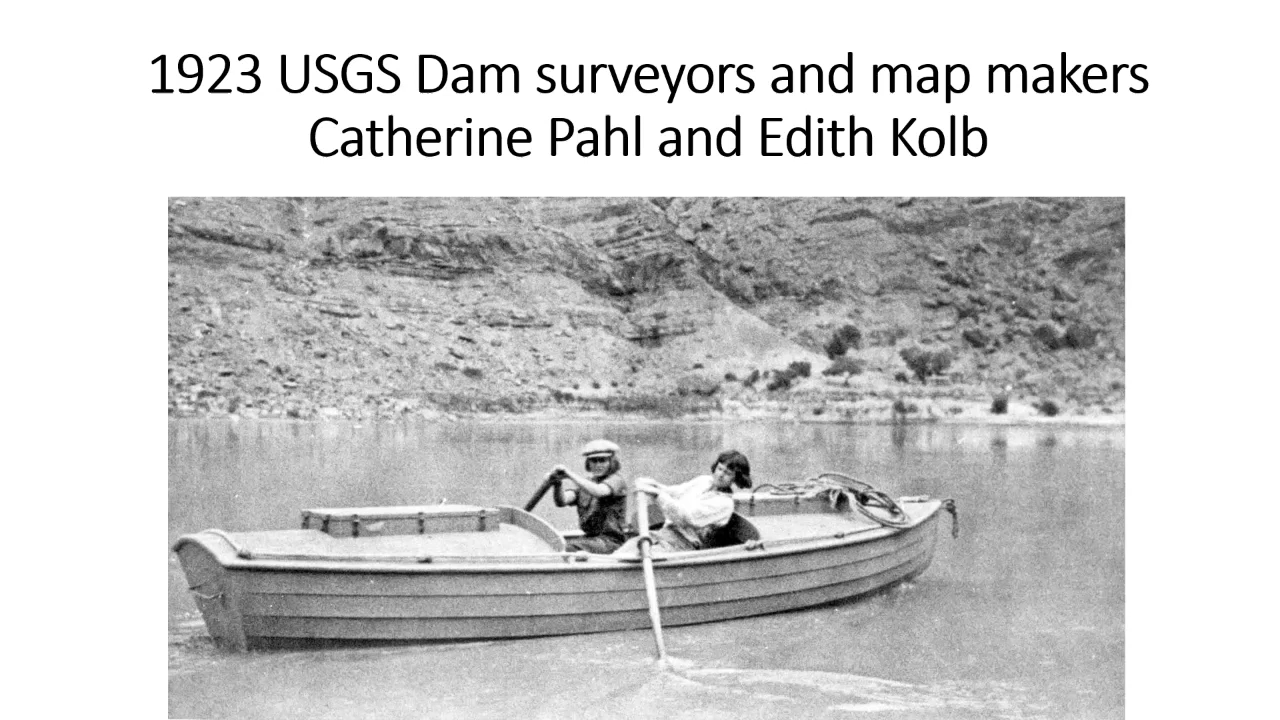 1923 USGS Dam surveyors and map makers
Catherine Pahl and Edith Kolb